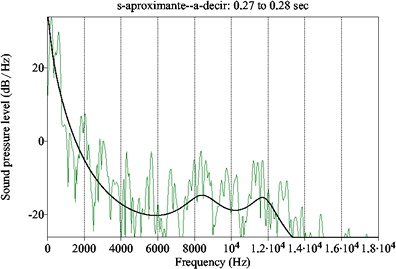 s-aproximante--a-decir: 0.27 to 0.28 sec
Sound pressure level (dB / Hz)
20
0
-20
0 2000 4000 6000 8000 10⁴ 1.2·10⁴ 1.4·10⁴ 1.6·10⁴ 1.8·10⁴
Frequency (Hz)